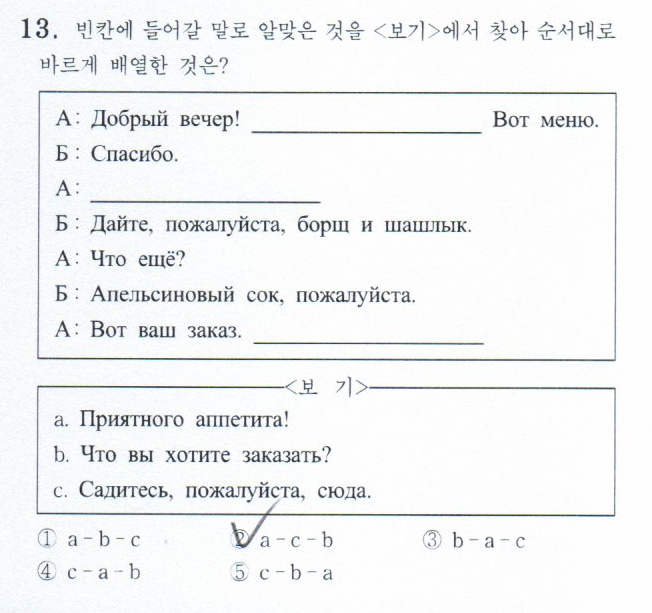 13. 빈칸에 들어갈 말로 알맞은 것을 <보기>에서 찾아 순서대로
바르게 배열한 것은?
А: Добрый вечер! ____________________ Вот меню.
Б: Спасибо.
А: ____________________
Б: Дайте, пожалуйста, борщ и шашлык.
А: Что ещё?
Б: Апельсиновый сок, пожалуйста.
А: Вот ваш заказ. ____________________
<보 기>
a. Приятного аппетита!
b. Что вы хотите заказать?
c. Садитесь, пожалуйста, сюда.
① a-b-c ② a-c-b ③ b-a-c
④ c-a-b ⑤ c-b-a